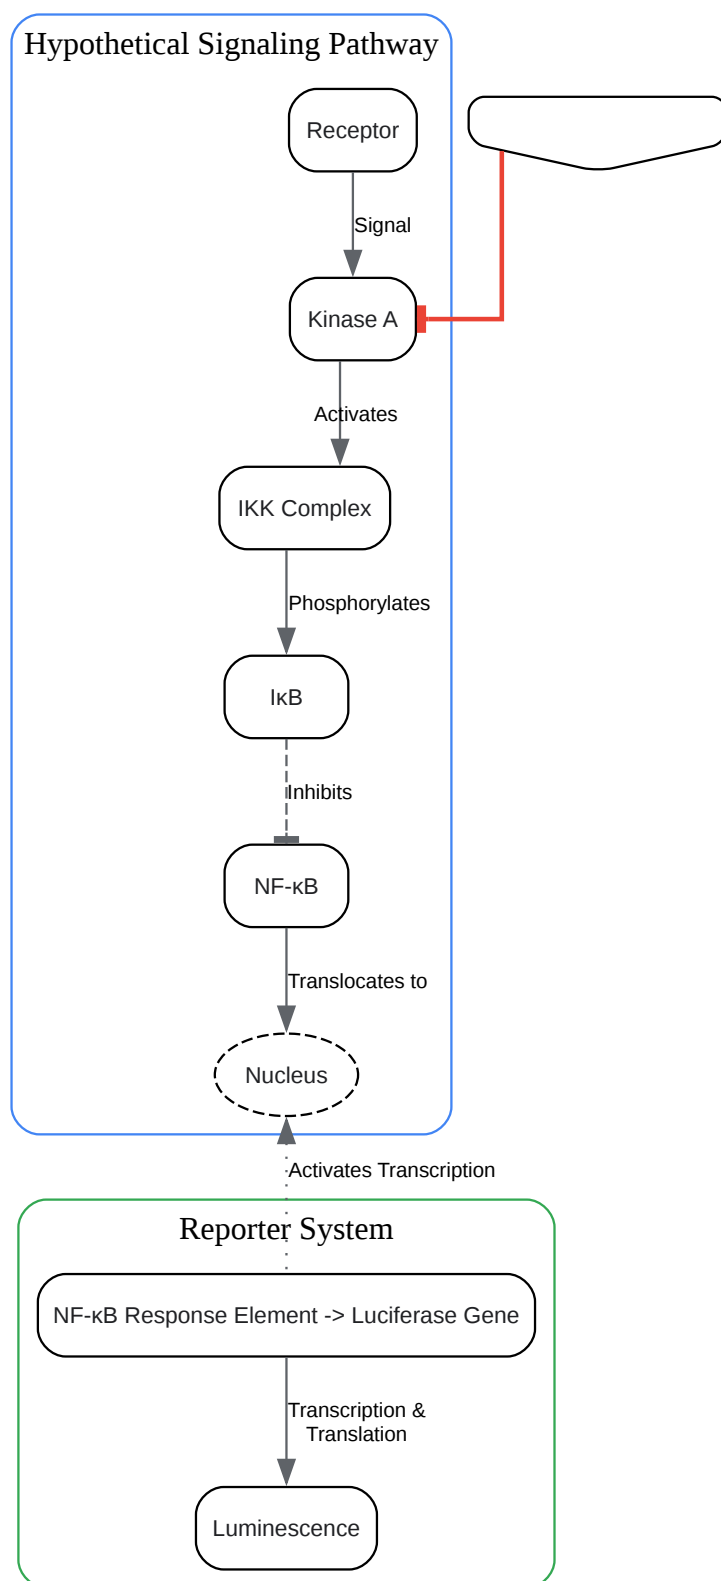 Hypothetical Signaling Pathway
Receptor
Signal
Kinase A
Activates
IKK Complex
Phosphorylates
IκB
Inhibits
NF-κB
Translocates to
Nucleus
Activates Transcription
Reporter System
NF-κB Response Element -> Luciferase Gene
Transcription &
Translation
Luminescence